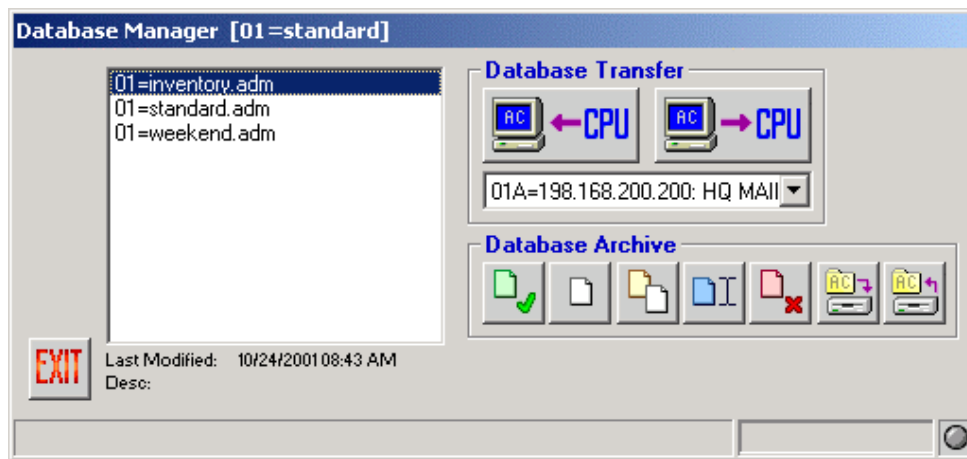 Database Manager [01=standard]
01=inventory.adm
01=standard.adm
01=weekend.adm
Database Transfer
AC CPU
AC CPU
01A=198.168.200.200: HQ MAII
Database Archive
AC
AC
EXIT
Last Modified: 10/24/2001 08:43 AM
Desc: